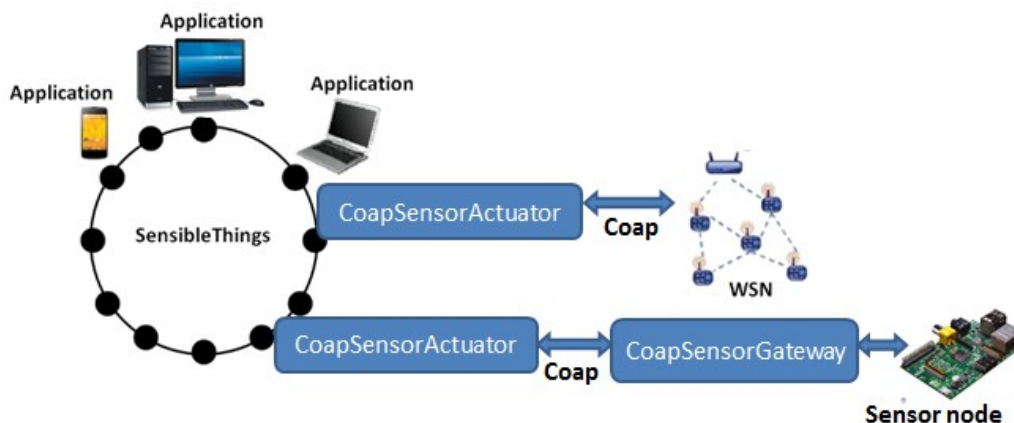 Application
Application
Application
SensibleThings
CoapSensorActuator
Coap
WSN
CoapSensorActuator
Coap
CoapSensorGateway
Sensor node